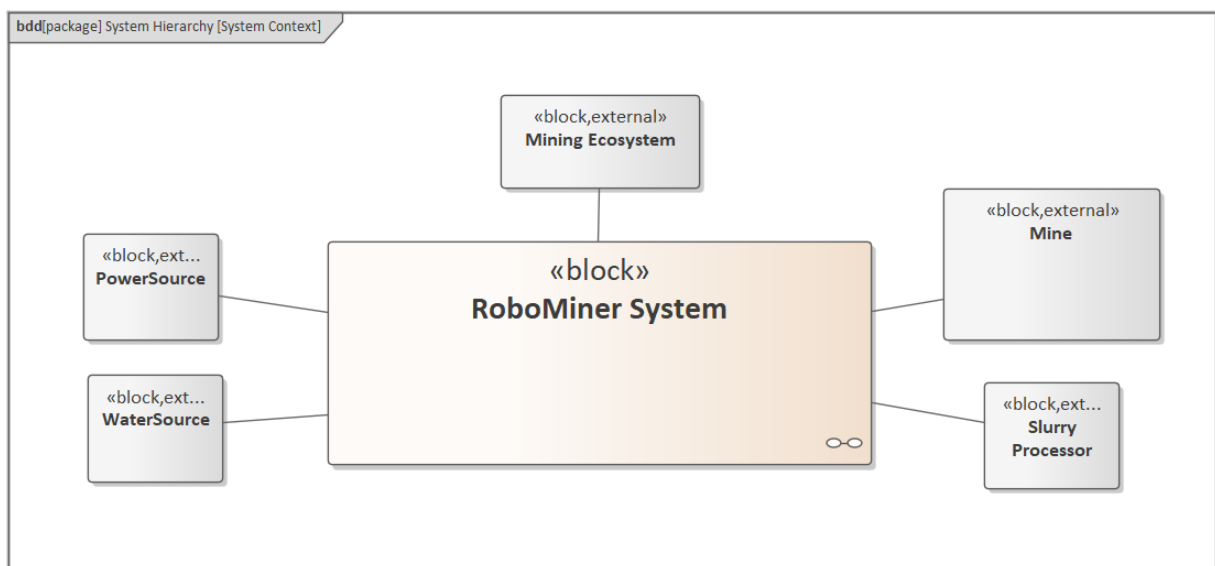 bdd[package] System Hierarchy [System Context]
«block,external»
Mining Ecosystem
«block,external»
Mine
«block,ext...
PowerSource
«block»
RoboMiner System
«block,ext...
WaterSource
«block,ext...
Slurry
Processor